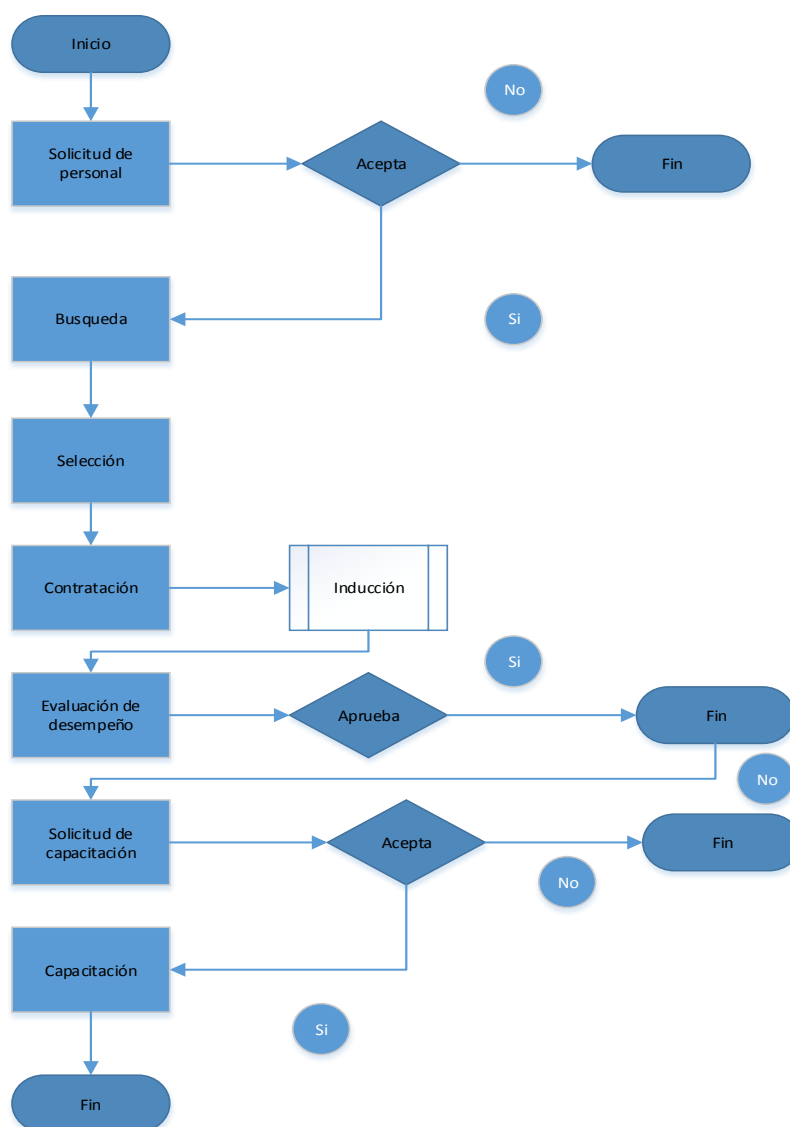 Inicio
No
Solicitud de
personal
Acepta
Fin
Busqueda
Si
Selección
Contratación
Inducción
Si
Evaluación de
desempeño
Aprueba
Fin
No
Solicitud de
capacitación
Acepta
Fin
No
Capacitación
Si
Fin